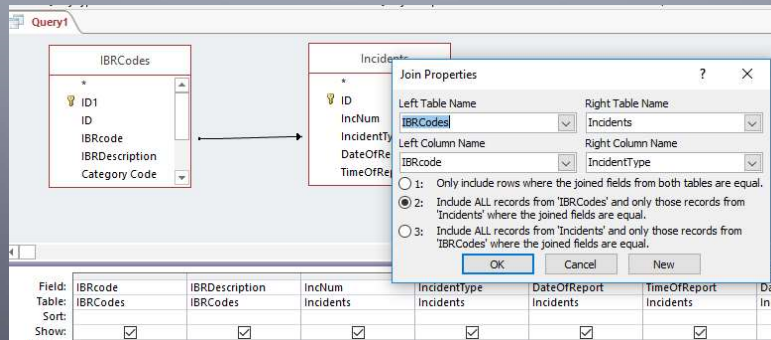 Query1
IBRCodes
*
ID1
ID
IBRcode
IBRDescription
Category Code
Incidents
*
ID
IncNum
IncidentTy
DateOfRe
TimeOfRe
Join Properties ? X
Left Table Name Right Table Name
IBRCodes Incidents
Left Column Name Right Column Name
IBRcode IncidentType
1: Only include rows where the joined fields from both tables are equal.
2: Include ALL records from 'IBRCodes' and only those records from
'Incidents' where the joined fields are equal.
3: Include ALL records from 'Incidents' and only those records from
'IBRCodes' where the joined fields are equal.
OK Cancel New
Field: IBRcode IBRDescription IncNum IncidentType DateOfReport TimeOfReport Da
Table: IBRCodes IBRCodes Incidents Incidents Incidents Incidents In
Sort:
Show: